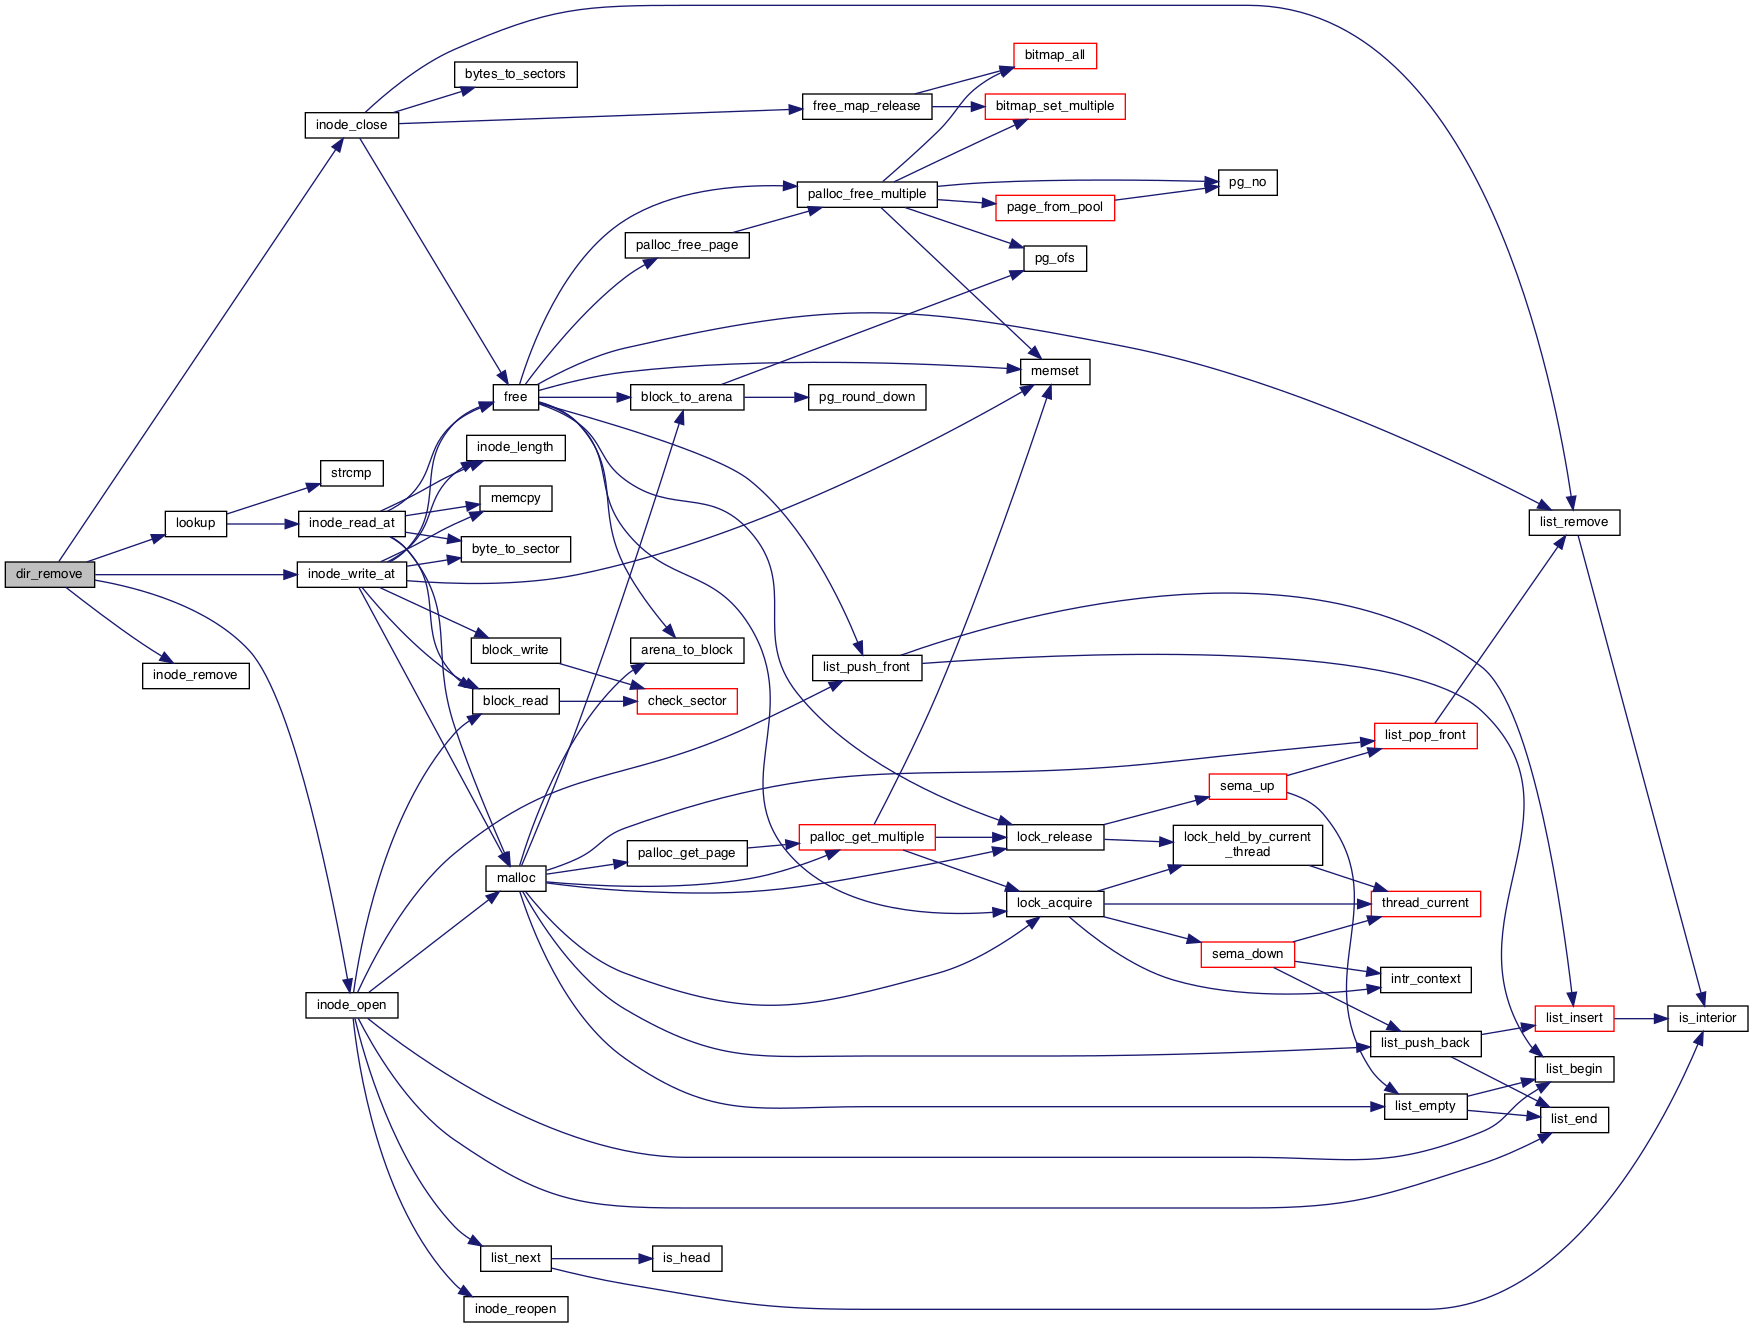 bitmap_all
bytes_to_sectors
free_map_release
bitmap_set_multiple
inode_close
pg_no
palloc_free_multiple
page_from_pool
palloc_free_page
pg_ofs
memset
free
block_to_arena
pg_round_down
inode_length
strcmp
memcpy
lookup
inode_read_at
list_remove
byte_to_sector
dir_remove
inode_write_at
block_write
arena_to_block
list_push_front
inode_remove
block_read
check_sector
list_pop_front
sema_up
palloc_get_multiple
lock_release
lock_held_by_current
_thread
palloc_get_page
malloc
lock_acquire
thread_current
sema_down
intr_context
inode_open
list_insert
is_interior
list_push_back
list_begin
list_empty
list_end
list_next
is_head
inode_reopen